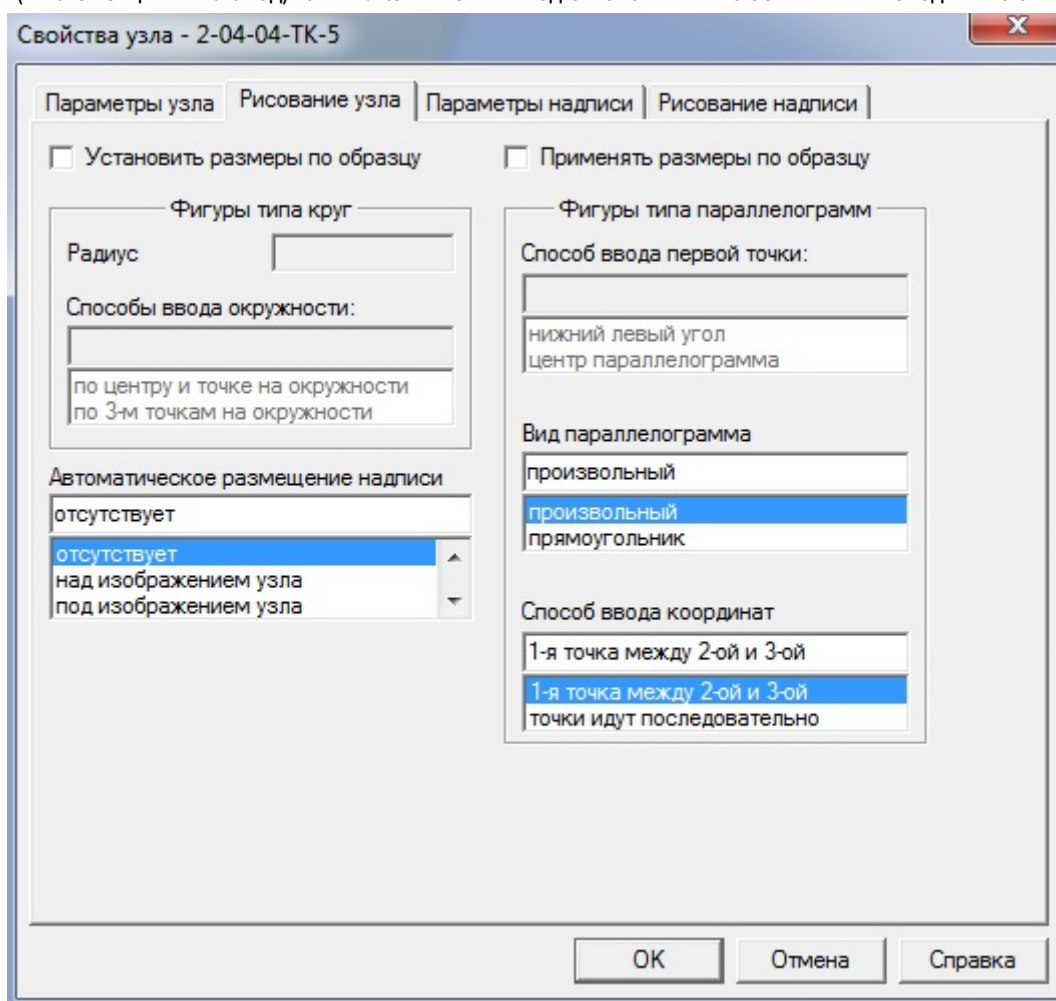 Свойства узла - 2-04-04-ТК-5
Параметры узла
Рисование узла
Параметры надписи
Рисование надписи
Установить размеры по образцу
Применять размеры по образцу
Фигуры типа круг
Радиус
Способы ввода окружности:
по центру и точке на окружности
по 3-м точкам на окружности
Автоматическое размещение надписи
отсутствует
отсутствует
над изображением узла
под изображением узла
Фигуры типа параллелограмм
Способ ввода первой точки:
нижний левый угол
центр параллелограмма
Вид параллелограмма
произвольный
произвольный
прямоугольник
Способ ввода координат
1-я точка между 2-ой и 3-ой
1-я точка между 2-ой и 3-ой
точки идут последовательно
OK
Отмена
Справка